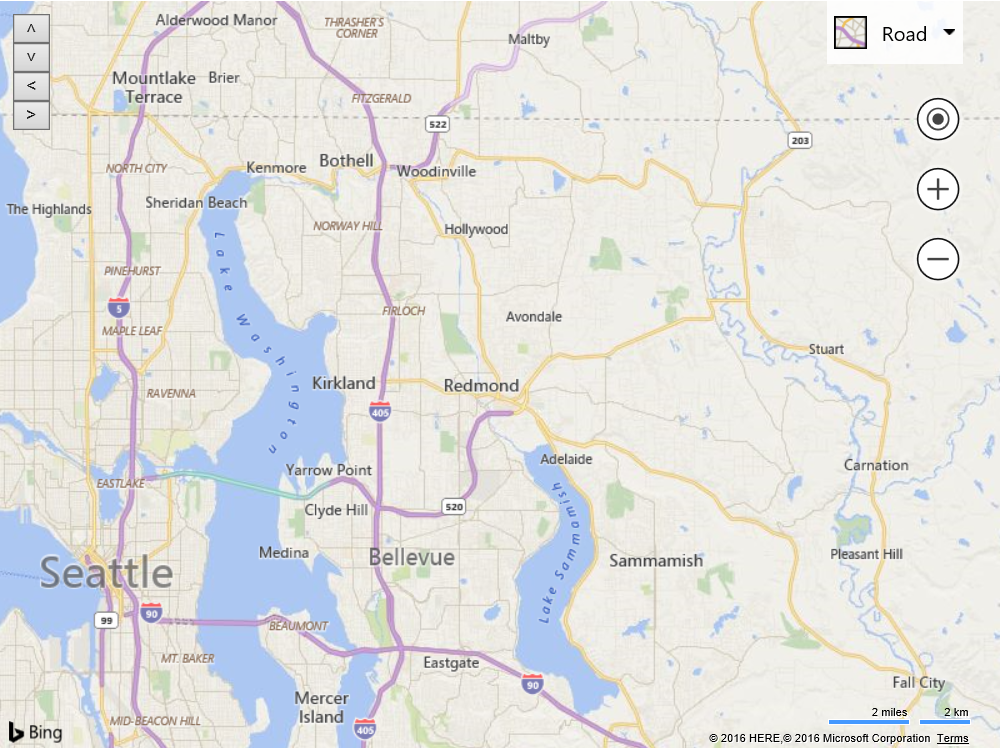 Alderwood Manor
THRASHER'S
CORNER
Maltby
Road
Mountlake
Terrace
Brier
FITZGERALD
522
203
NORTH CITY
Kenmore
Bothell
Woodinville
The Highlands
Sheridan Beach
NORWAY HILL
Hollywood
Lake Washington
PINEHURST
5
FIRLOCH
Avondale
MAPLE LEAF
Stuart
RAVENNA
Kirkland
Redmond
405
EASTLAKE
Yarrow Point
Adelaide
Carnation
Clyde Hill
520
Lake Sammamish
Medina
Bellevue
Sammamish
Pleasant Hill
Seattle
99
90
BEAUMONT
MT. BAKER
Eastgate
90
Fall City
Mercer
Island
MID-BEACON HILL
405
2 miles
2 km
Bing
© 2016 HERE,© 2016 Microsoft Corporation Terms